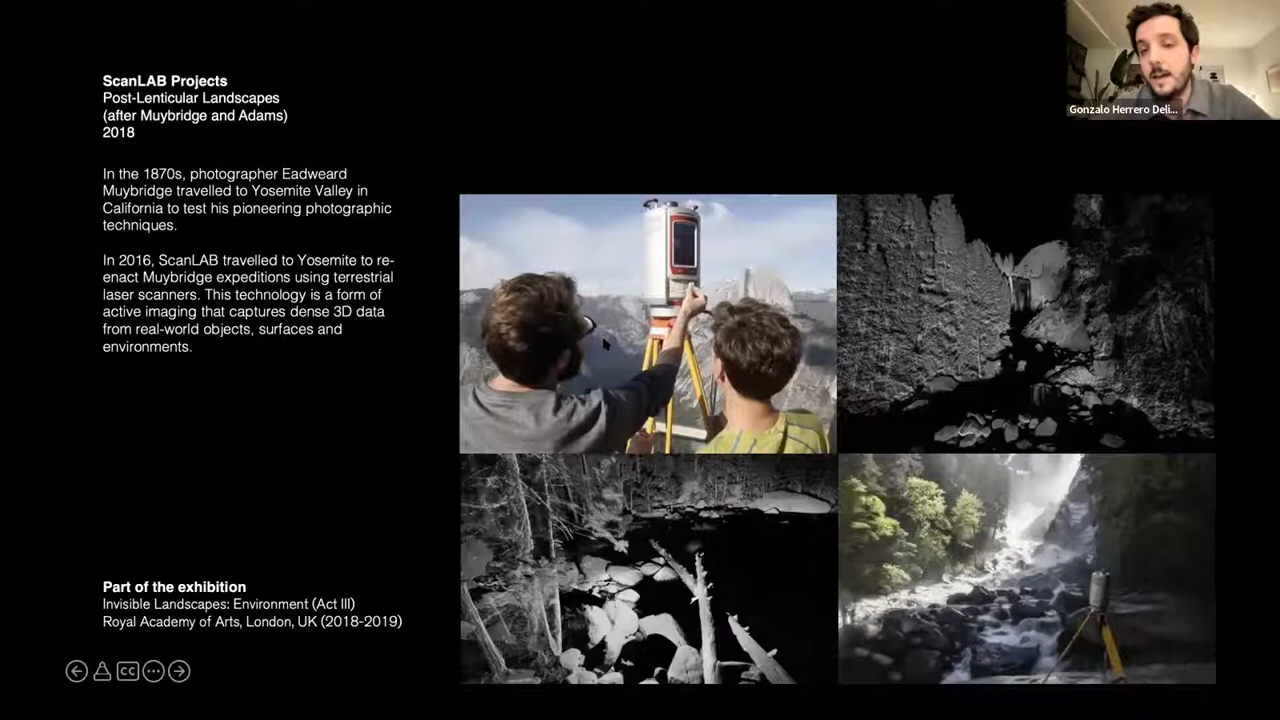 Gonzalo Herrero Deli...
ScanLAB Projects
Post-Lenticular Landscapes
(after Muybridge and Adams)
2018
In the 1870s, photographer Eadweard
Muybridge travelled to Yosemite Valley in
California to test his pioneering photographic
techniques.
In 2016, ScanLAB travelled to Yosemite to re-
enact Muybridge expeditions using terrestrial
laser scanners. This technology is a form of
active imaging that captures dense 3D data
from real-world objects, surfaces and
environments.
Part of the exhibition
Invisible Landscapes: Environment (Act III)
Royal Academy of Arts, London, UK (2018-2019)
CC